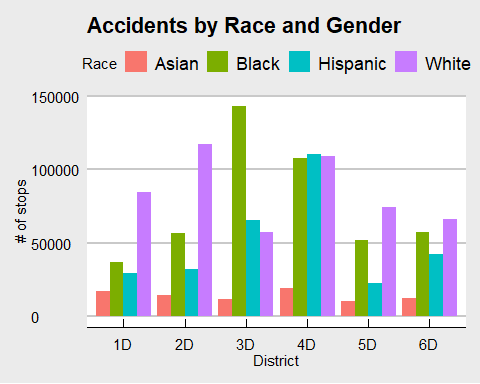 Accidents by Race and Gender
Race Asian Black Hispanic White
150000
100000
50000
0
# of stops
1D 2D 3D 4D 5D 6D
District